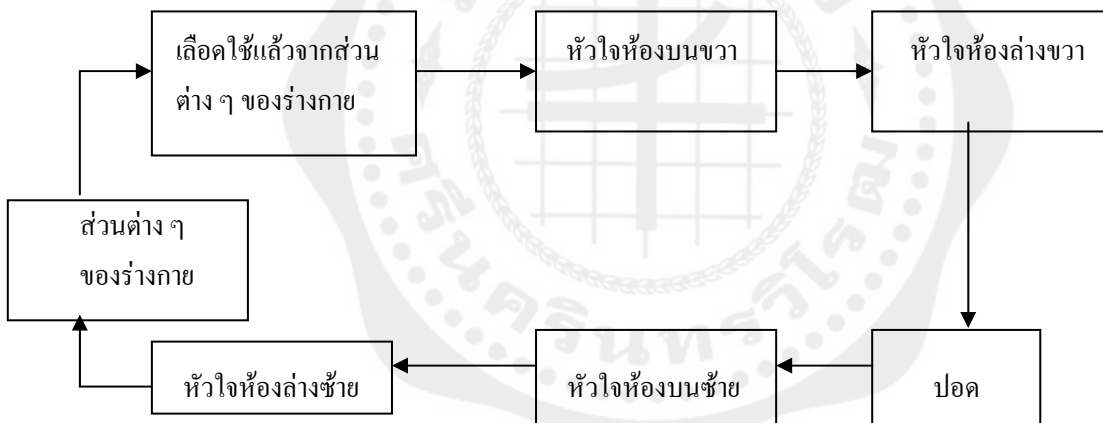 เลือดใช้แล้วจากส่วน
ต่าง ๆ ของร่างกาย
หัวใจห้องบนขวา
หัวใจห้องล่างขวา
ส่วนต่าง ๆ
ของร่างกาย
หัวใจห้องล่างซ้าย
หัวใจห้องบนซ้าย
ปอด